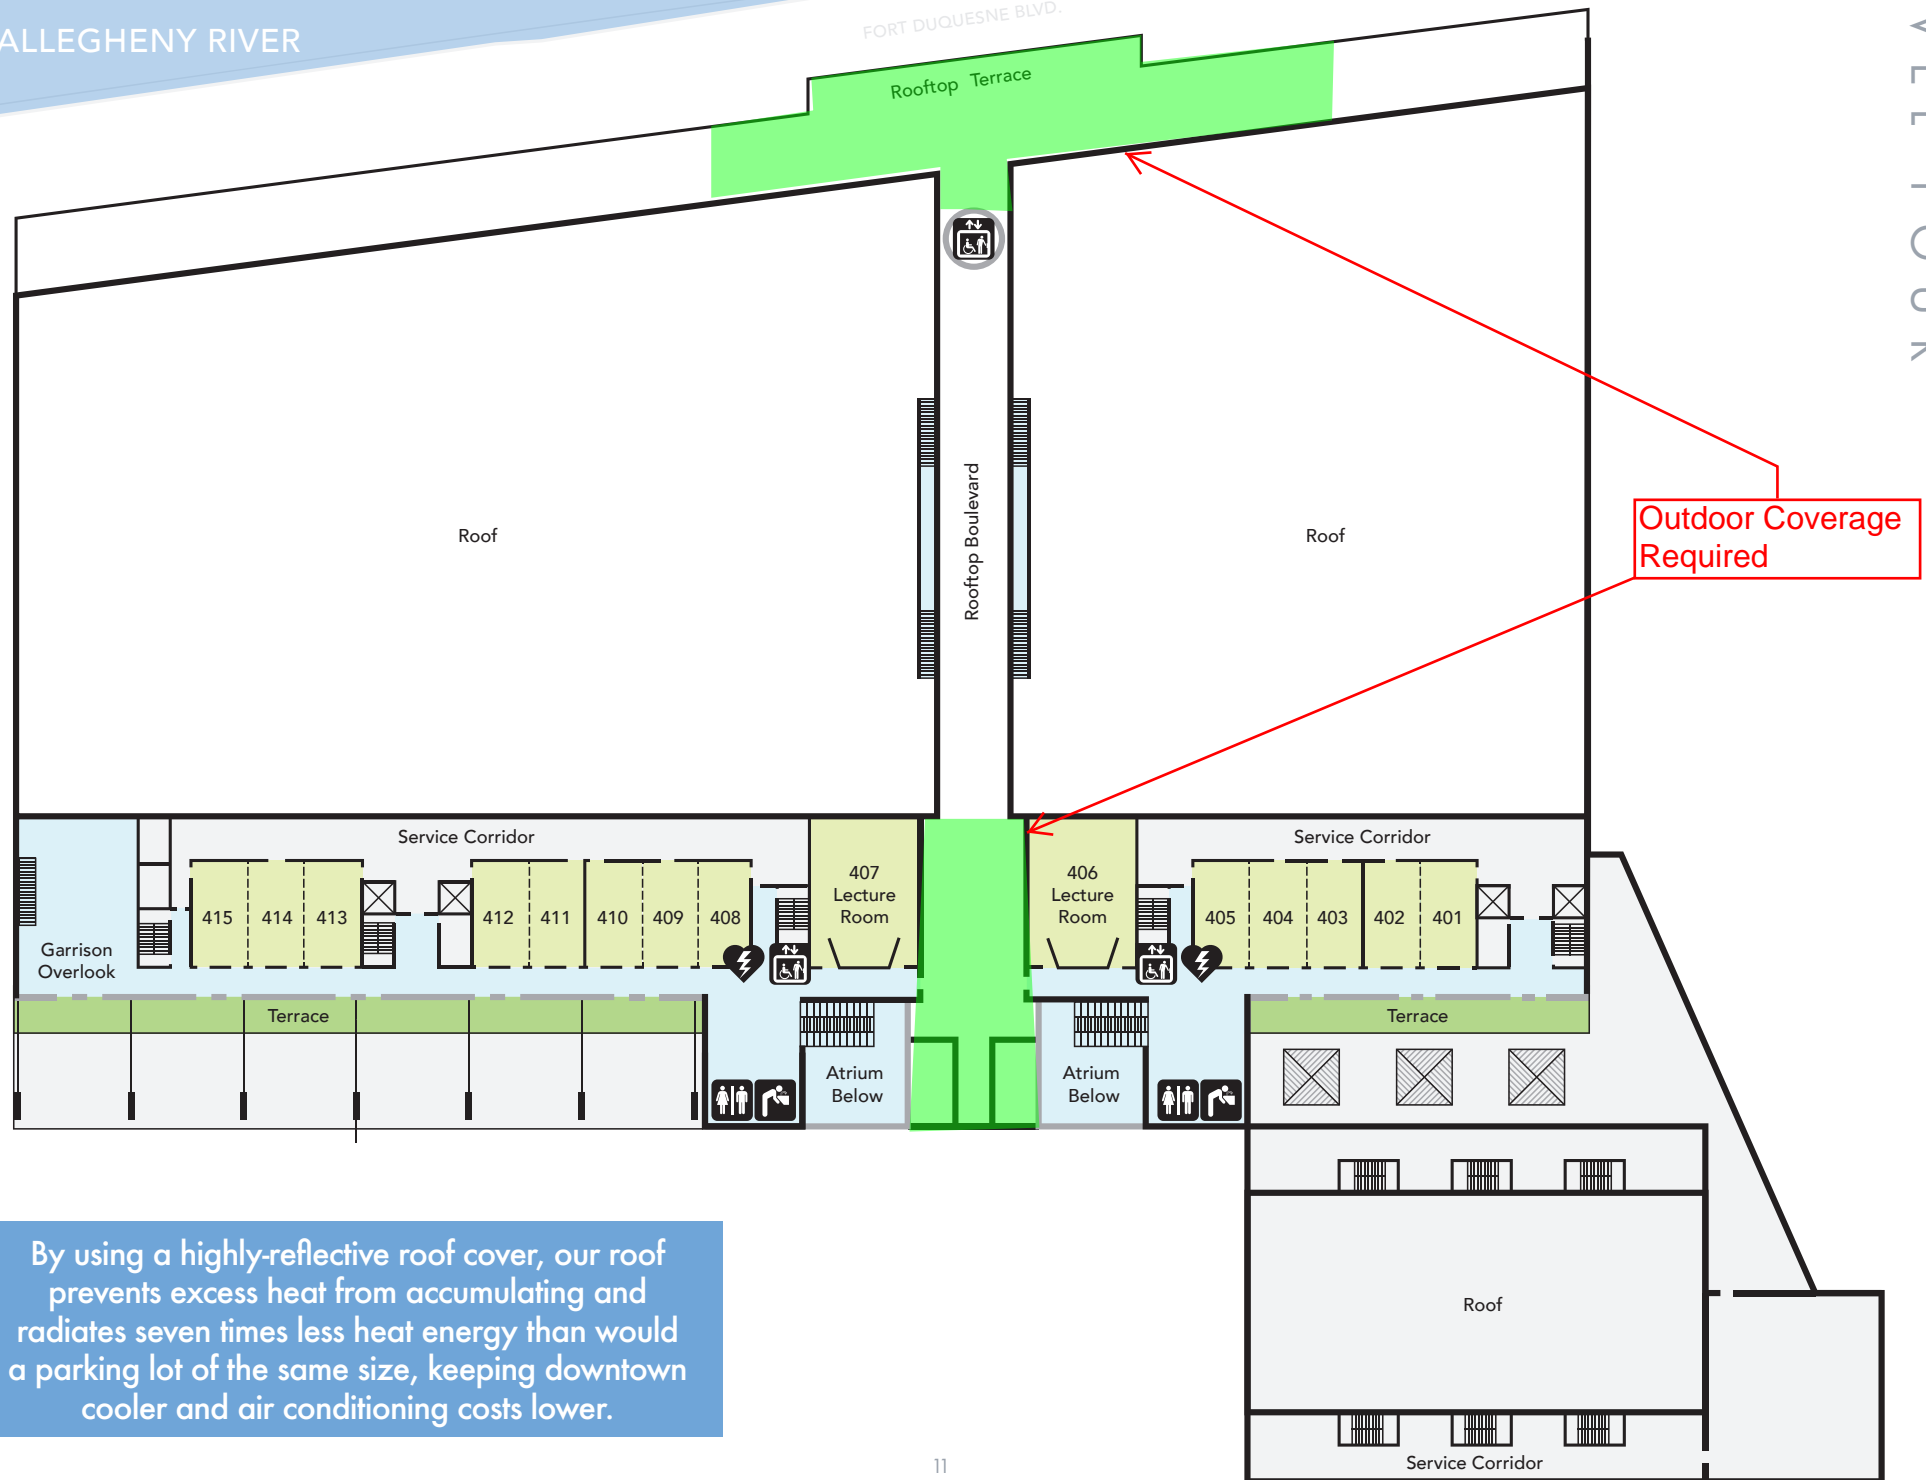 ALLEGHENY RIVER
FORT DUQUESNE BLVD.
Rooftop Terrace
Roof
Rooftop Boulevard
Roof
Outdoor Coverage
Required
Service Corridor
Service Corridor
407
Lecture
Room
406
Lecture
Room
415
414
413
412
411
410
409
408
405
404
403
402
401
Garrison
Overlook
Terrace
Terrace
Atrium
Below
Atrium
Below
By using a highly-reflective roof cover, our roof
prevents excess heat from accumulating and
radiates seven times less heat energy than would
a parking lot of the same size, keeping downtown
cooler and air conditioning costs lower.
Roof
Service Corridor
11